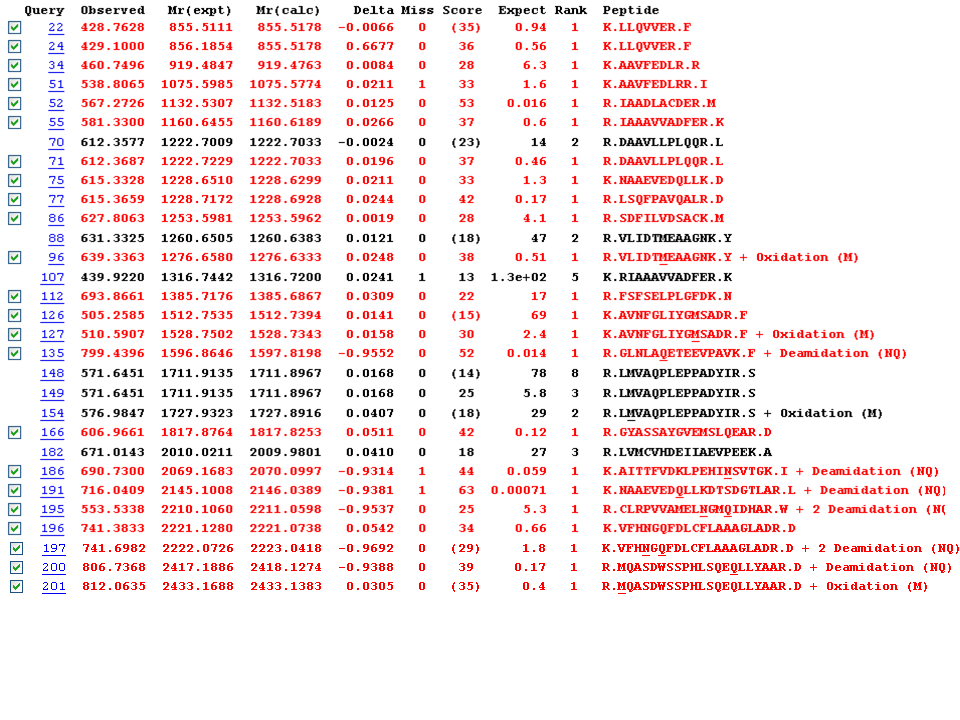 Query Observed Mr(expt) Mr(calc) Delta Miss Score Expect Rank Peptide
22 428.7628 855.5111 855.5178 -0.0066 0 (35) 0.94 1 K.LLQVVER.F
24 429.1000 856.1854 855.5178 0.6677 0 36 0.56 1 K.LLQVVER.F
34 460.7496 919.4847 919.4763 0.0084 0 28 6.3 1 K.AAVFEDLR.R
51 538.8065 1075.5985 1075.5774 0.0211 1 33 1.6 1 K.AAVFEDLRR.I
52 567.2726 1132.5307 1132.5183 0.0125 0 53 0.016 1 R.IAADLACDER.M
55 581.3300 1160.6455 1160.6189 0.0266 0 37 0.6 1 R.IAAAVVADFER.K
70 612.3577 1222.7009 1222.7033 -0.0024 0 (23) 14 2 R.DAAVLLPLQQR.L
71 612.3687 1222.7229 1222.7033 0.0196 0 37 0.46 1 R.DAAVLLPLQQR.L
75 615.3328 1228.6510 1228.6299 0.0211 0 33 1.3 1 K.NAAEVEDQLLK.D
77 615.3659 1228.7172 1228.6928 0.0244 0 42 0.17 1 R.LSQFPAVQALR.D
86 627.8063 1253.5981 1253.5962 0.0019 0 28 4.1 1 R.SDFILVDSACK.M
88 631.3325 1260.6505 1260.6383 0.0121 0 (18) 47 2 R.VLIDTMEAAGNK.Y
96 639.3363 1276.6580 1276.6333 0.0248 0 38 0.51 1 R.VLIDTMEAAGNK.Y + Oxidation (M)
107 439.9220 1316.7442 1316.7200 0.0241 1 13 1.3e+02 5 K.RIAAAVVADFER.K
112 693.8661 1385.7176 1385.6867 0.0309 0 22 17 1 R.FSFSELPLGFDK.N
126 505.2585 1512.7535 1512.7394 0.0141 0 (15) 69 1 K.AVNFGLIYGMSADR.F
127 510.5907 1528.7502 1528.7343 0.0158 0 30 2.4 1 K.AVNFGLIYGMSADR.F + Oxidation (M)
135 799.4396 1596.8646 1597.8198 -0.9552 0 52 0.014 1 R.GLNLAQETEEVPAVK.F + Deamidation (NQ)
148 571.6451 1711.9135 1711.8967 0.0168 0 (14) 78 8 R.LMVAQPLEPPADYIR.S
149 571.6451 1711.9135 1711.8967 0.0168 0 25 5.8 3 R.LMVAQPLEPPADYIR.S
154 576.9847 1727.9323 1727.8916 0.0407 0 (18) 29 2 R.LMVAQPLEPPADYIR.S + Oxidation (M)
166 606.9661 1817.8764 1817.8253 0.0511 0 42 0.12 1 R.GYASSAYGVEMSLQEAR.D
182 671.0143 2010.0211 2009.9801 0.0410 0 18 27 3 R.LVMCVHDEIIAEVPEEK.A
186 690.7300 2069.1683 2070.0997 -0.9314 1 44 0.059 1 K.AITTFVDKLPEHINSVTGK.I + Deamidation (NQ)
191 716.0409 2145.1008 2146.0389 -0.9381 1 63 0.00071 1 K.NAAEVEDQLLKDTSDGTLAR.L + Deamidation (NQ)
195 553.5338 2210.1060 2211.0598 -0.9537 0 25 5.3 1 R.CLRPVVAMELNGMQIDHAR.W + 2 Deamidation (N(
196 741.3833 2221.1280 2221.0738 0.0542 0 34 0.66 1 K.VFHNGQFDLCFLAAAGLADR.D
197 741.6982 2222.0726 2223.0418 -0.9692 0 (29) 1.8 1 K.VFHNGQFDLCFLAAAGLADR.D + 2 Deamidation (NQ)
200 806.7368 2417.1886 2418.1274 -0.9388 0 39 0.17 1 R.MQASDWSSPHLSQEQLLYAAR.D + Deamidation (NQ)
201 812.0635 2433.1688 2433.1383 0.0305 0 (35) 0.4 1 R.MQASDWSSPHLSQEQLLYAAR.D + Oxidation (M)